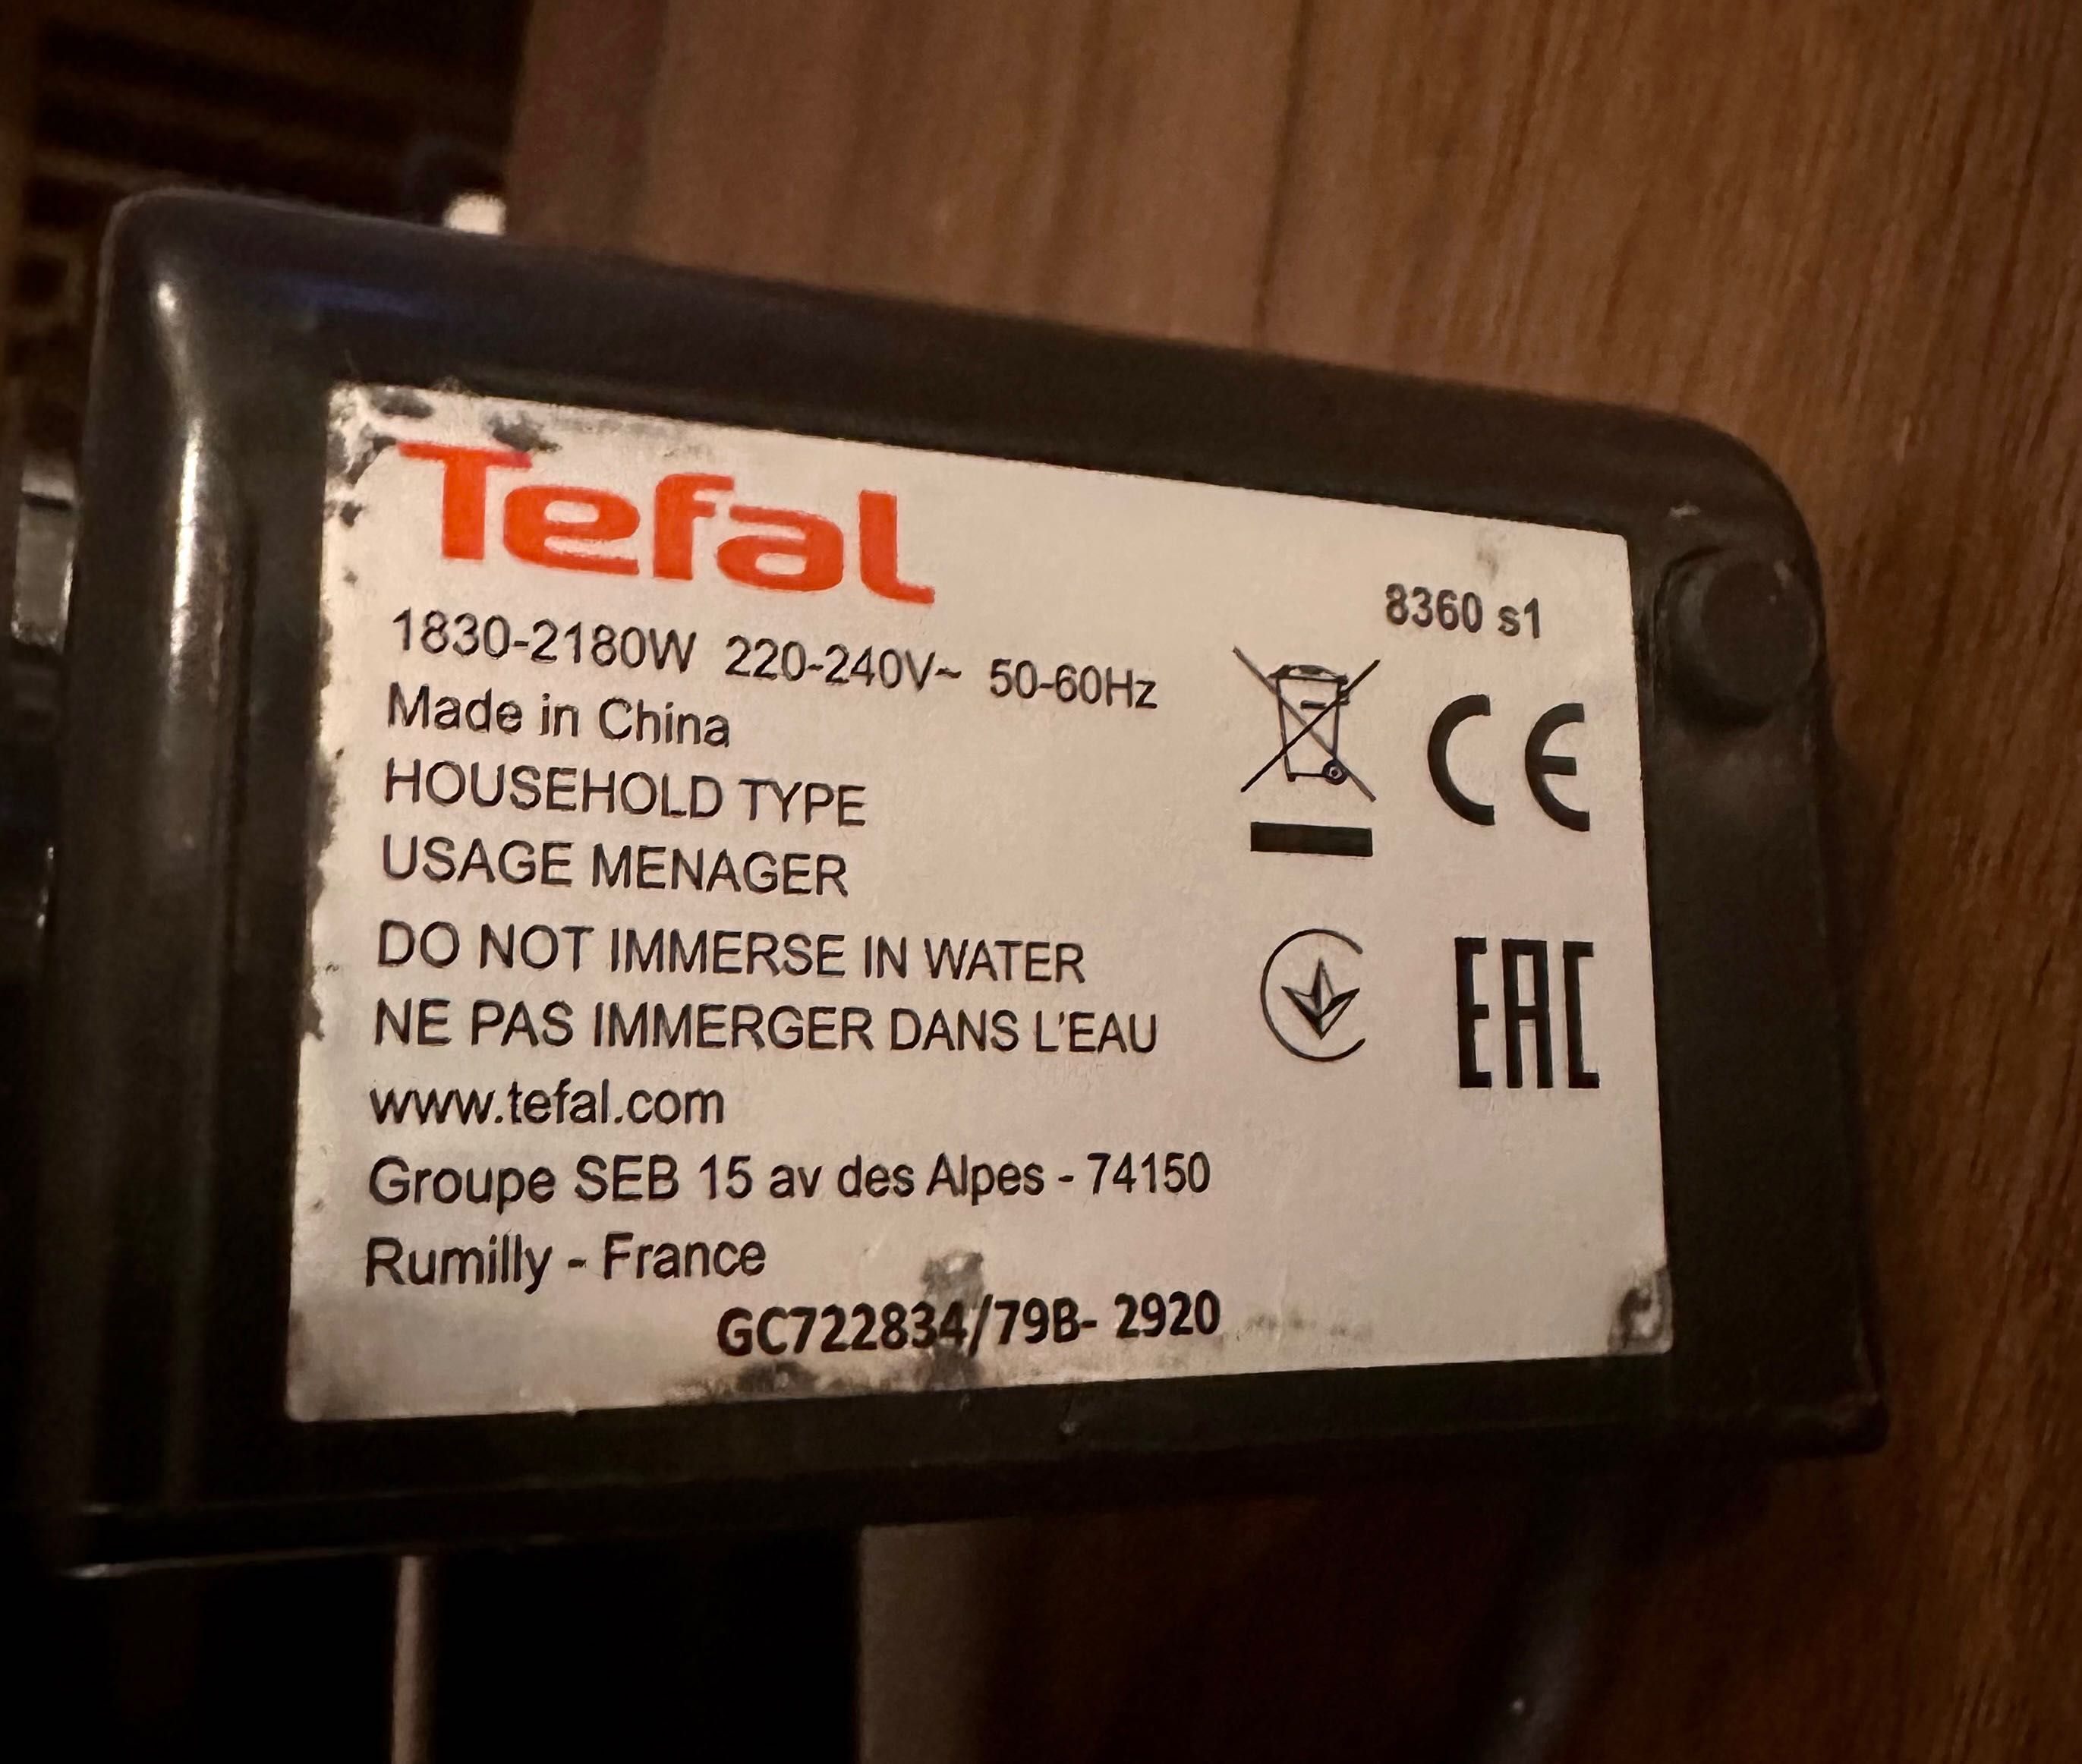 Tefal
8360 s1
1830-2180W 220-240V~ 50-60Hz
Made in China
HOUSEHOLD TYPE
USAGE MENAGER
CE
DO NOT IMMERSE IN WATER
NE PAS IMMERGER DANS L'EAU
EAC
www.tefal.com
Groupe SEB 15 av des Alpes - 74150
Rumilly - France
GC722834/79B- 2920